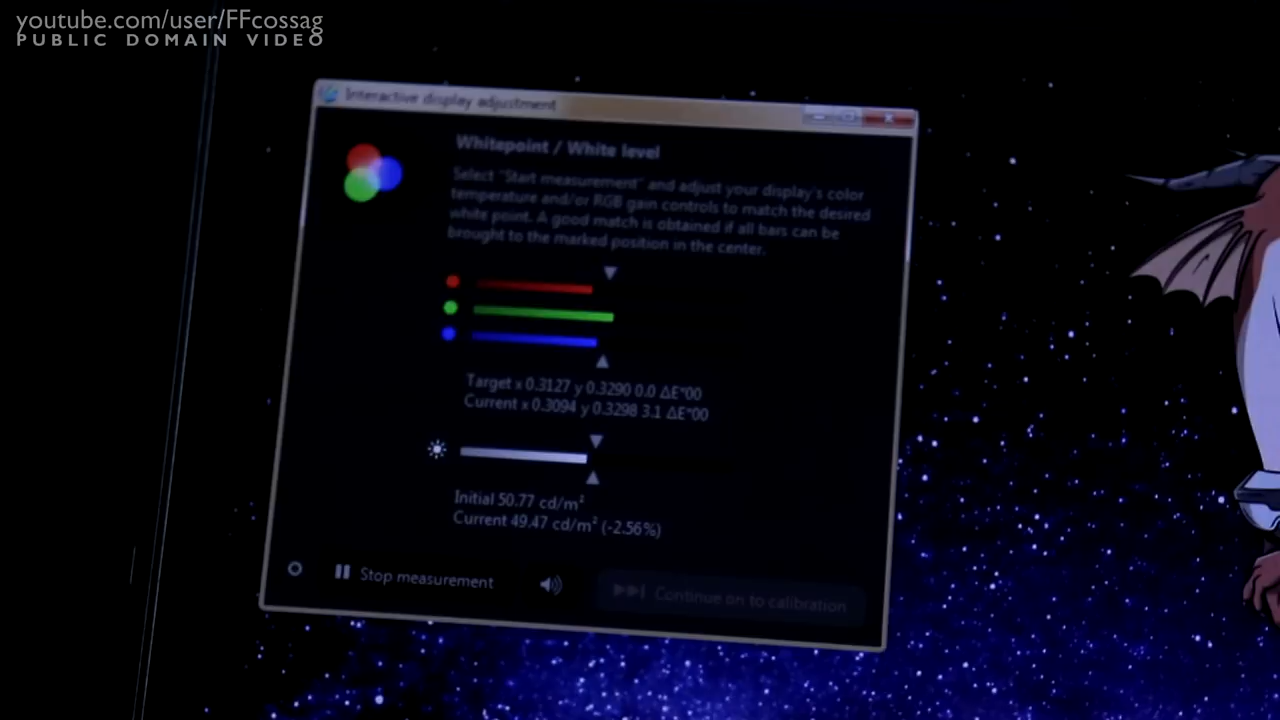 youtube.com/user/FFcossag
PUBLIC DOMAIN VIDEO
Interactive display adjustment
Whitepoint / White level
Select "Start measurement" and adjust your display's color
temperature and/or RGB gain controls to match the desired
white point. A good match is obtained if all bars can be
brought to the marked position in the center.
Target x 0.3127 y 0.3290 0.0 ΔE*00
Current x 0.3094 y 0.3298 3.1 ΔE*00
Initial 50.77 cd/m²
Current 49.47 cd/m² (-2.56%)
Stop measurement
Continue on to calibration